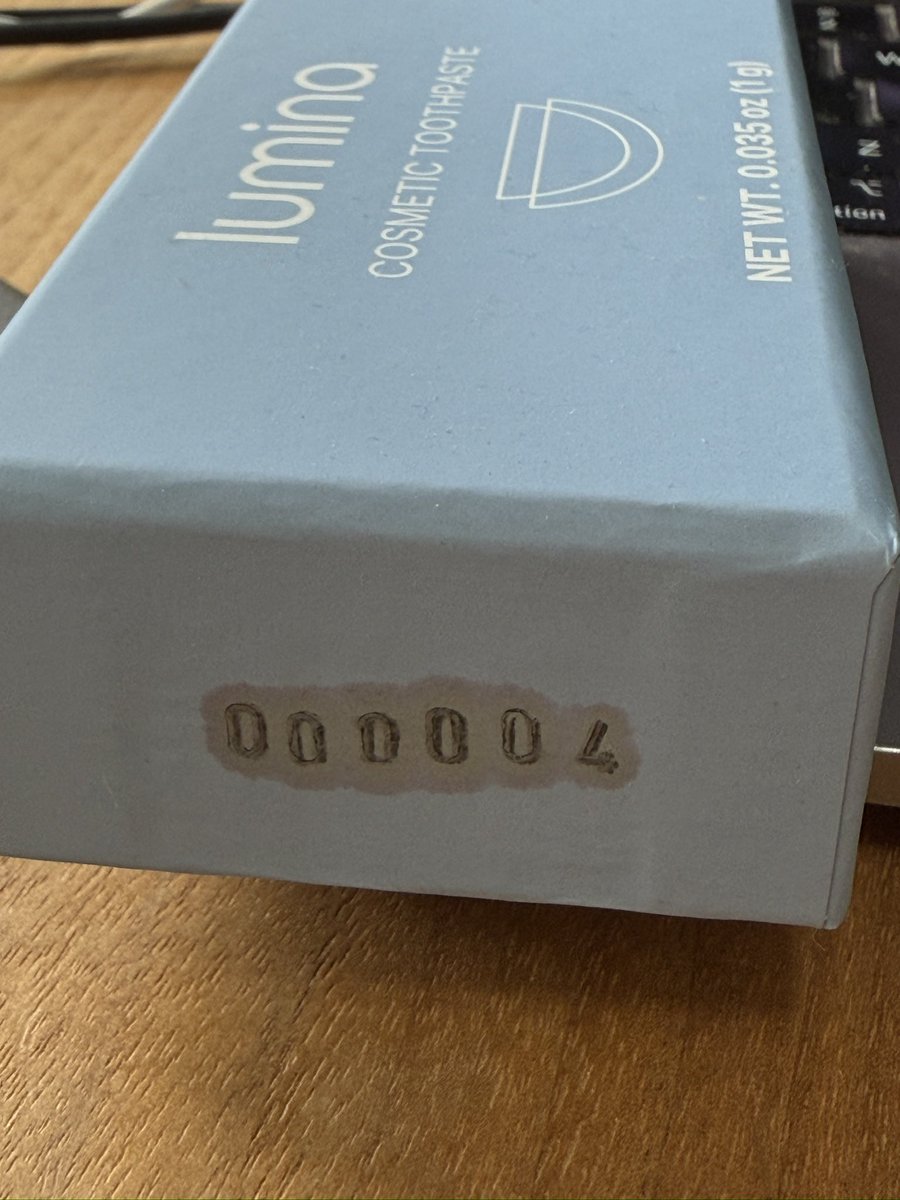 lumina
COSMETIC TOOTHPASTE
NET WT. 0.035 oz (1 g)
000004